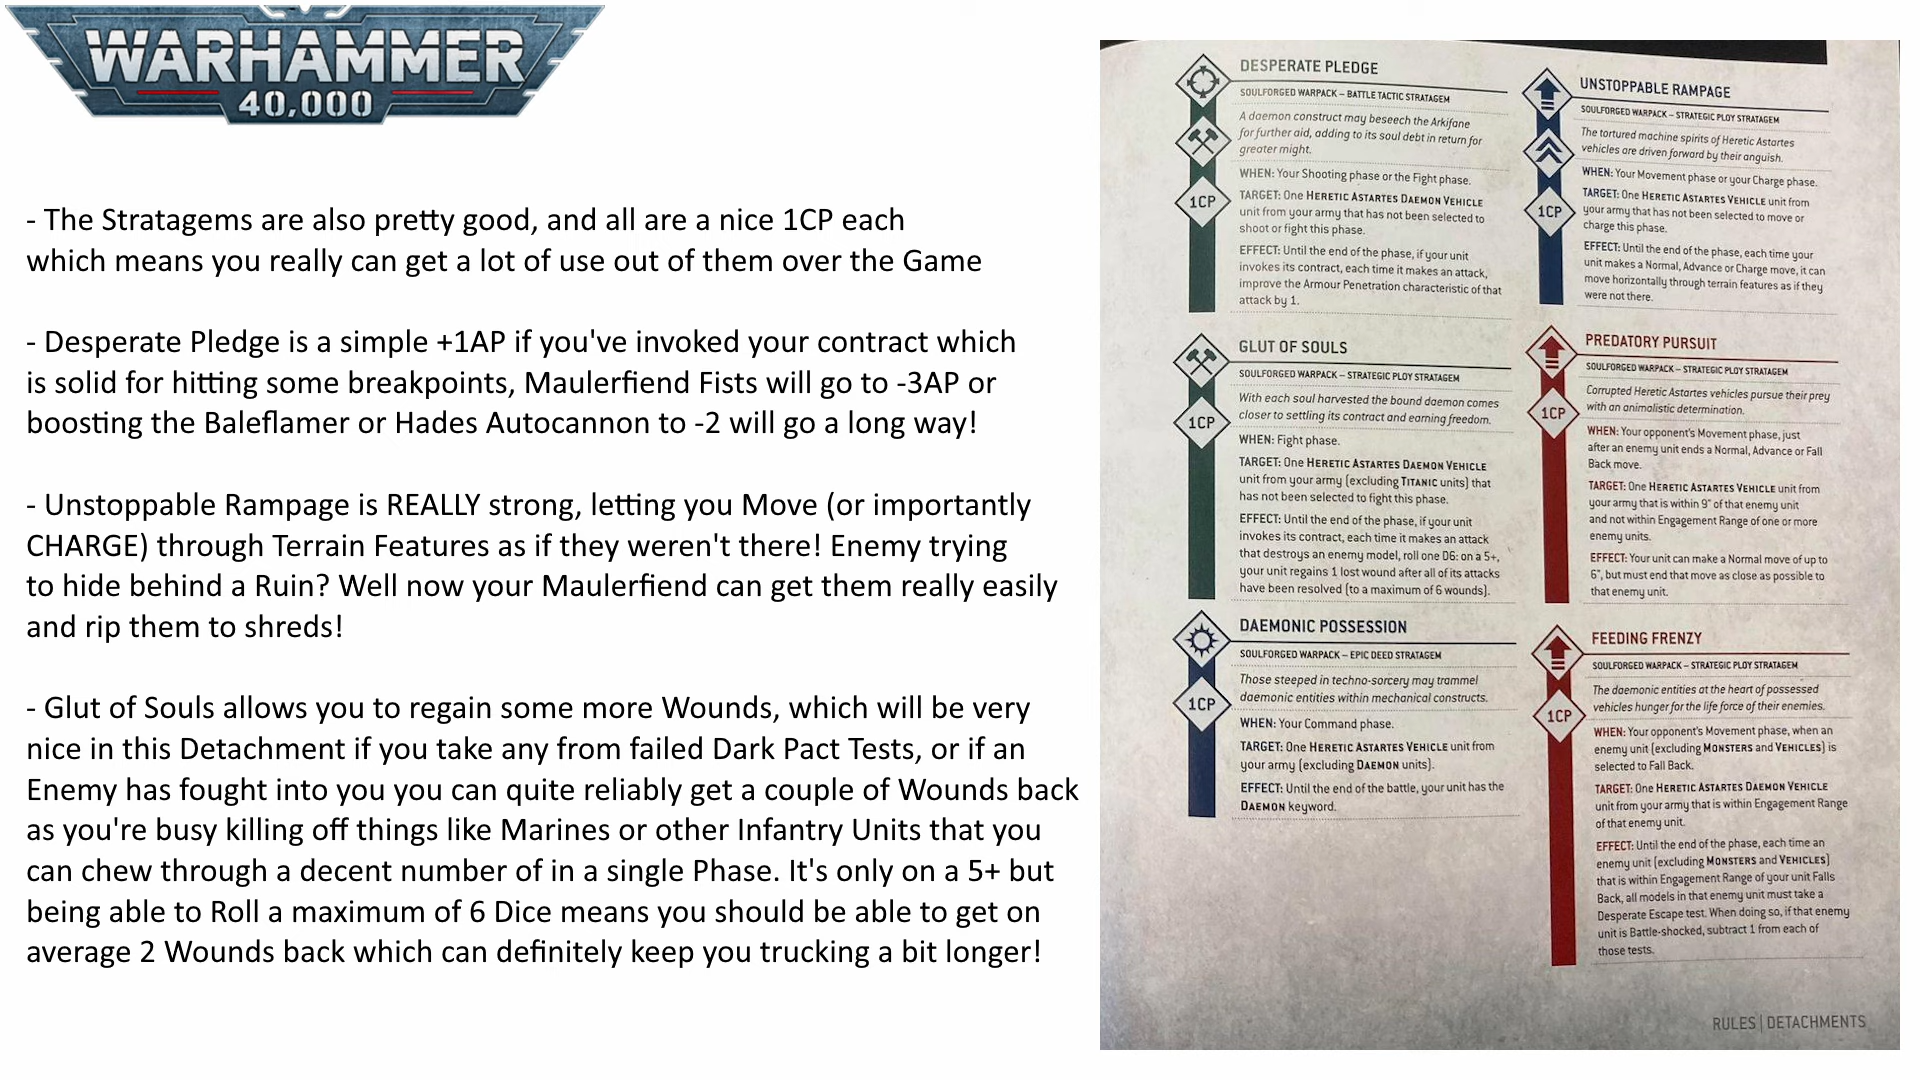 WARHAMMER
40,000
- The Stratagems are also pretty good, and all are a nice 1CP each
which means you really can get a lot of use out of them over the Game
- Desperate Pledge is a simple +1AP if you've invoked your contract which
is solid for hitting some breakpoints, Maulerfiend Fists will go to -3AP or
boosting the Baleflamer or Hades Autocannon to -2 will go a long way!
- Unstoppable Rampage is REALLY strong, letting you Move (or importantly
CHARGE) through Terrain Features as if they weren't there! Enemy trying
to hide behind a Ruin? Well now your Maulerfiend can get them really easily
and rip them to shreds!
- Glut of Souls allows you to regain some more Wounds, which will be very
nice in this Detachment if you take any from failed Dark Pact Tests, or if an
Enemy has fought into you you can quite reliably get a couple of Wounds back
as you're busy killing off things like Marines or other Infantry Units that you
can chew through a decent number of in a single Phase. It's only on a 5+ but
being able to Roll a maximum of 6 Dice means you should be able to get on
average 2 Wounds back which can definitely keep you trucking a bit longer!
DESPERATE PLEDGE
SOULFORGED WARPACK – BATTLE TACTIC STRATAGEM
A daemon construct may beseech the Arkifane
for further aid, adding to its soul debt in return for
greater might.
WHEN: Your Shooting phase or the Fight phase.
1CP
TARGET: One HERETIC ASTARTES DAEMON VEHICLE
unit from your army that has not been selected to
shoot or fight this phase.
EFFECT: Until the end of the phase, if your unit
invokes its contract, each time it makes an attack,
improve the Armour Penetration characteristic of that
attack by 1.
GLUT OF SOULS
SOULFORGED WARPACK – STRATEGIC PLOY STRATAGEM
With each soul harvested the bound daemon comes
closer to settling its contract and earning freedom.
1CP
WHEN: Fight phase.
TARGET: One HERETIC ASTARTES DAEMON VEHICLE
unit from your army (excluding TITANIC units) that
has not been selected to fight this phase.
EFFECT: Until the end of the phase, if your unit
invokes its contract, each time it makes an attack
that destroys an enemy model, roll one D6: on a 5+,
your unit regains 1 lost wound after all of its attacks
have been resolved (to a maximum of 6 wounds).
DAEMONIC POSSESSION
SOULFORGED WARPACK – EPIC DEED STRATAGEM
Those steeped in techno-sorcery may trammel
daemonic entities within mechanical constructs.
1CP
WHEN: Your Command phase.
TARGET: One HERETIC ASTARTES VEHICLE unit from
your army (excluding DAEMON units).
EFFECT: Until the end of the battle, your unit has the
DAEMON keyword.
UNSTOPPABLE RAMPAGE
SOULFORGED WARPACK – STRATEGIC PLOY STRATAGEM
The tortured machine spirits of Heretic Astartes
vehicles are driven forward by their anguish.
WHEN: Your Movement phase or your Charge phase.
TARGET: One HERETIC ASTARTES VEHICLE unit from
1CP
your army that has not been selected to move or
charge this phase.
EFFECT: Until the end of the phase, each time your
unit makes a Normal, Advance or Charge move, it can
move horizontally through terrain features as if they
were not there.
PREDATORY PURSUIT
SOULFORGED WARPACK – STRATEGIC PLOY STRATAGEM
Corrupted Heretic Astartes vehicles pursue their prey
with an animalistic determination.
1CP
WHEN: Your opponent's Movement phase, just
after an enemy unit ends a Normal, Advance or Fall
Back move.
TARGET: One HERETIC ASTARTES VEHICLE unit from
your army that is within 9" of that enemy unit
and not within Engagement Range of one or more
enemy units.
EFFECT: Your unit can make a Normal move of up to
6", but must end that move as close as possible to
that enemy unit.
FEEDING FRENZY
SOULFORGED WARPACK – STRATEGIC PLOY STRATAGEM
The daemonic entities at the heart of possessed
vehicles hunger for the life force of their enemies.
1CP
WHEN: Your opponent's Movement phase, when an
enemy unit (excluding MONSTERS and VEHICLES) is
selected to Fall Back.
TARGET: One HERETIC ASTARTES DAEMON VEHICLE
unit from your army that is within Engagement Range
of that enemy unit.
EFFECT: Until the end of the phase, each time an
enemy unit (excluding MONSTERS and VEHICLES)
that is within Engagement Range of your unit Falls
Back, all models in that enemy unit must take a
Desperate Escape test. When doing so, if that enemy
unit is Battle-shocked, subtract 1 from each of
those tests.
RULES | DETACHMENTS